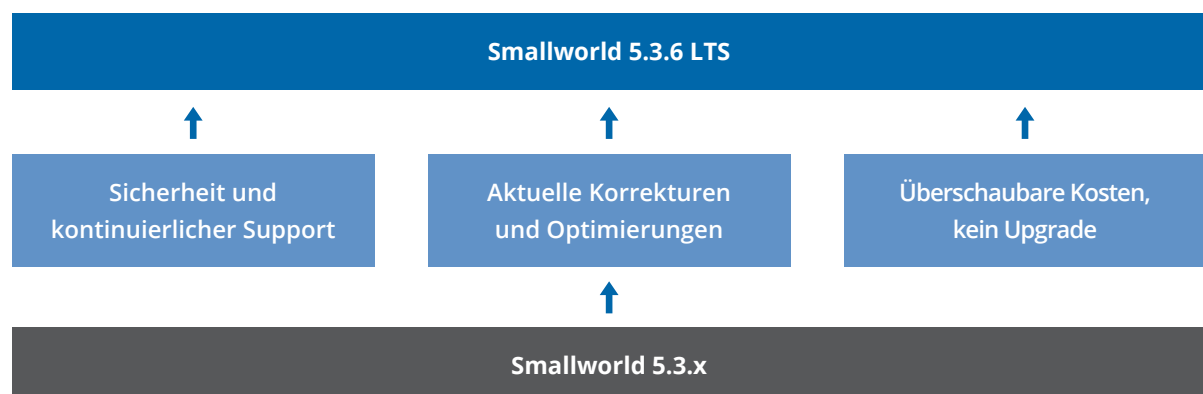 Smallworld 5.3.6 LTS
Sicherheit und
kontinuierlicher Support
Aktuelle Korrekturen
und Optimierungen
Überschaubare Kosten,
kein Upgrade
Smallworld 5.3.x